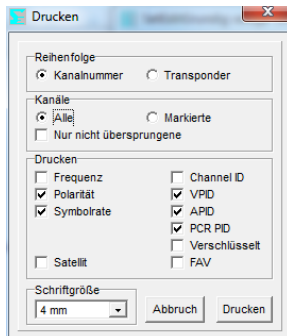 Drucken
Reihenfolge
Kanalnummer Transponder
Kanäle
Alle Markierte
Nur nicht übersprungene
Drucken
Frequenz Channel ID
Polarität VPID
Symbolrate APID
PCR PID
Verschlüsselt
Satellit FAV
Schriftgröße
4 mm Abbruch Drucken